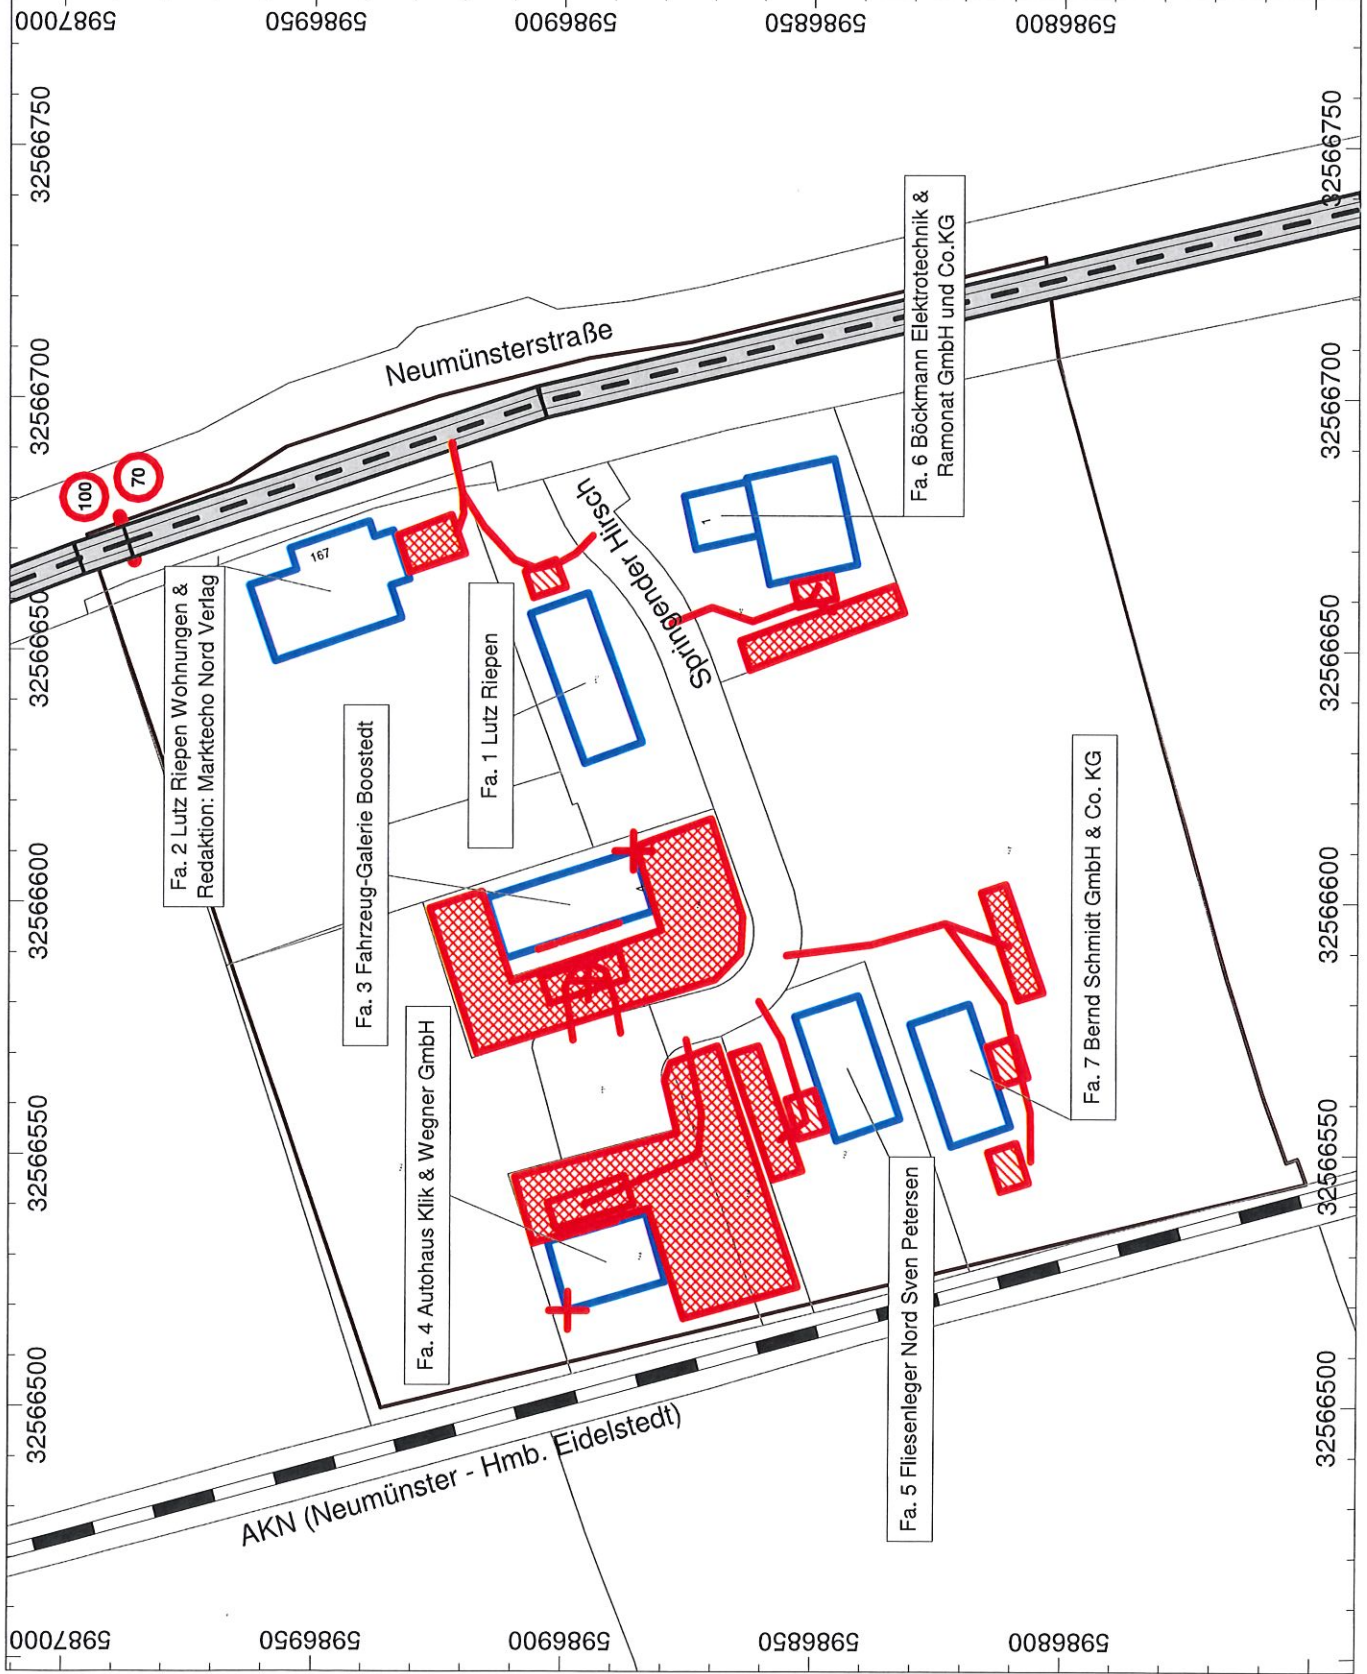 5987000
5986950
5986900
5986850
5986800
32566750
32566750
32566700
32566700
32566650
32566650
32566600
32566600
32566550
32566550
32566500
32566500
5987000
5986950
5986900
5986850
5986800
100
70
Neumünsterstraße
Springender Hirsch
AKN (Neumünster - Hmb. Eidelstedt)
167
1
Fa. 2 Lutz Riepen Wohnungen &
Redaktion: Marktecho Nord Verlag
Fa. 3 Fahrzeug-Galerie Boostedt
Fa. 1 Lutz Riepen
Fa. 6 Böckmann Elektrotechnik &
Ramonat GmbH und Co.KG
Fa. 4 Autohaus Klik & Wegner GmbH
Fa. 5 Fliesenleger Nord Sven Petersen
Fa. 7 Bernd Schmidt GmbH & Co. KG